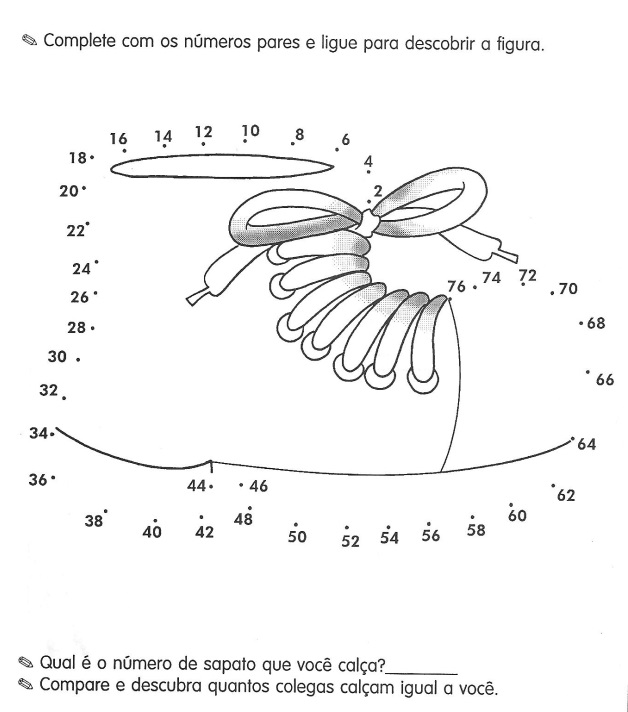 Complete com os números pares e ligue para descobrir a figura.
16 14 12 10 8 6
18 4
20 2
22
24 76 74 72 70
26
28 68
30
32 66
34 64
36 44 46 62
38 40 42 48 50 52 54 56 58 60
Qual é o número de sapato que você calça?________
Compare e descubra quantos colegas calçam igual a você.